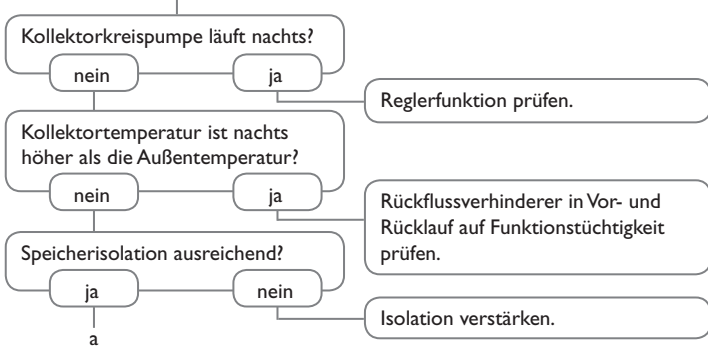 Kollektorkreispumpe läuft nachts?
nein
ja
Reglerfunktion prüfen.
Kollektortemperatur ist nachts
höher als die Außentemperatur?
nein
ja
Rückflussverhinderer in Vor- und
Rücklauf auf Funktionstüchtigkeit
prüfen.
Speicherisolation ausreichend?
ja
nein
Isolation verstärken.
a